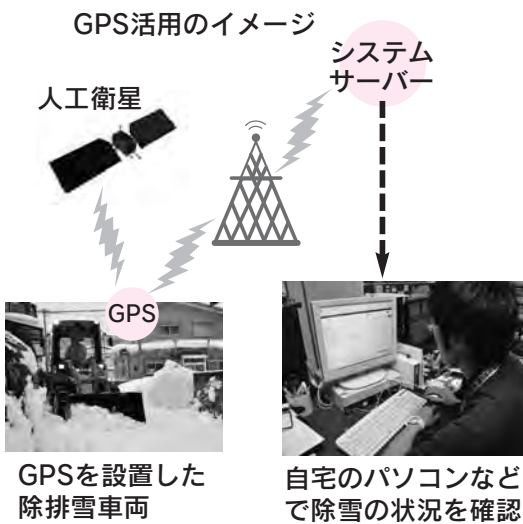 GPS活用のイメージ
システム
サーバー
人工衛星
GPS
GPSを設置した
除排雪車両
自宅のパソコンなど
で除雪の状況を確認